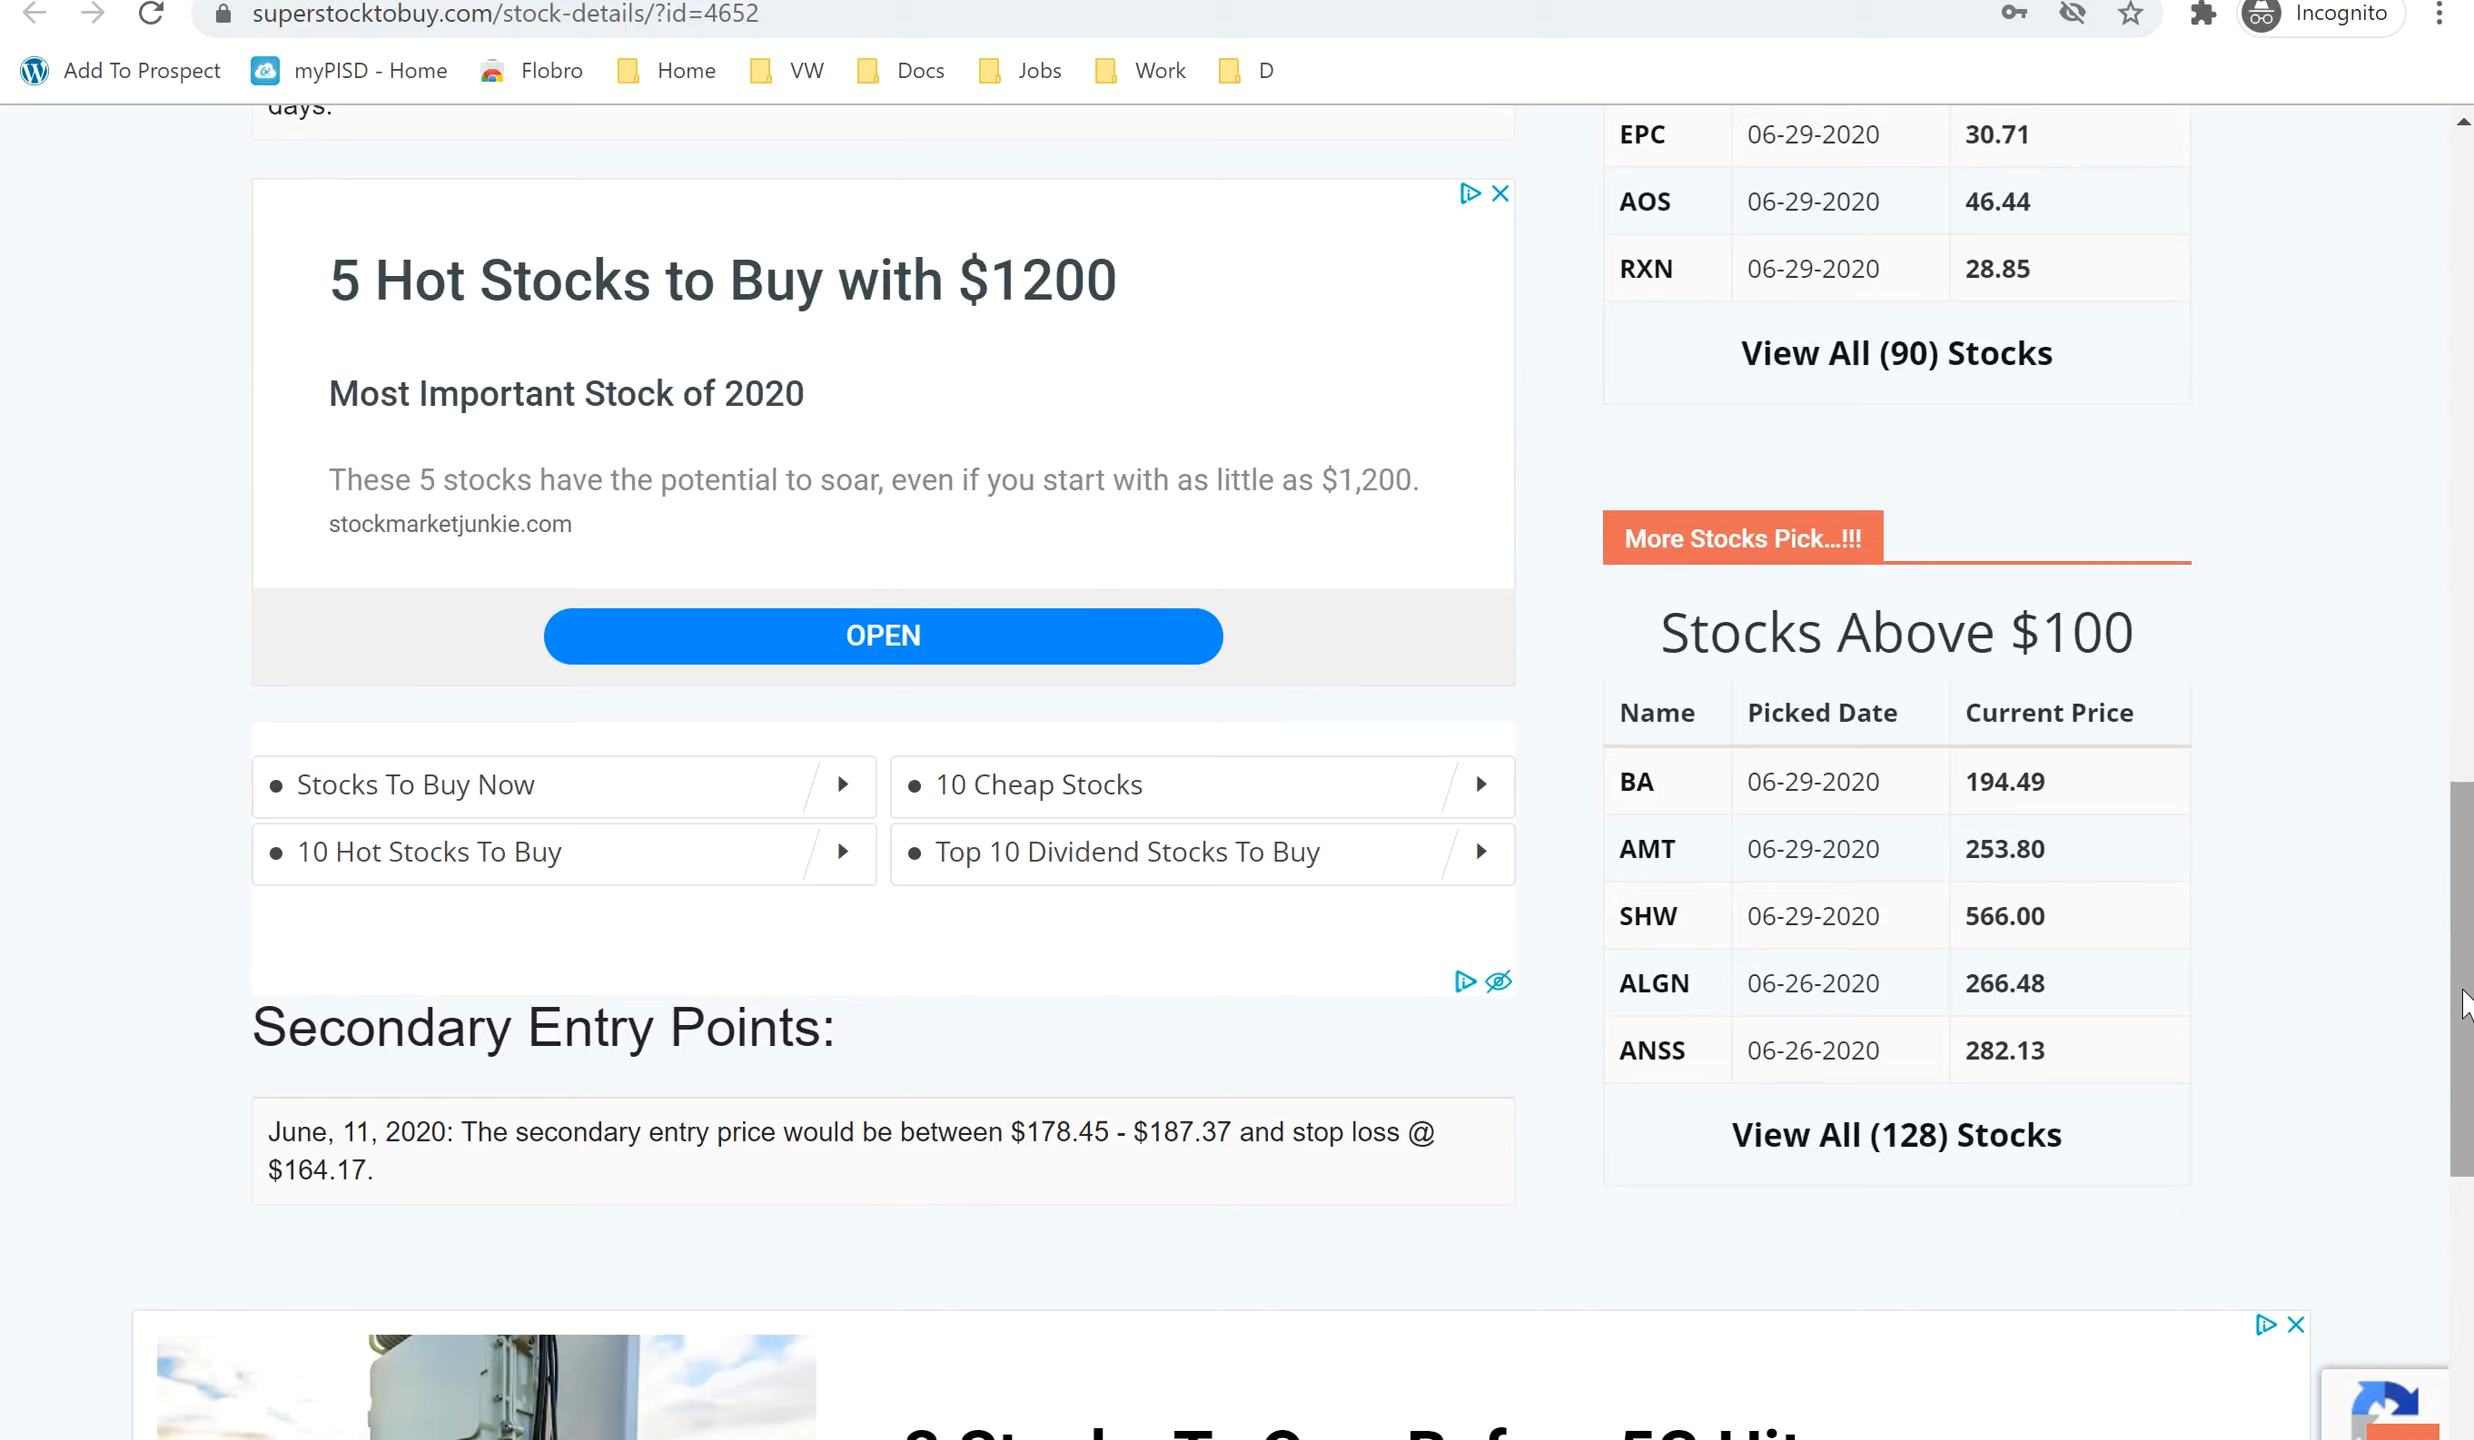 superstocktobuy.com/stock-details/?id=4652
Incognito
Add To Prospect
myPISD - Home
Flobro
Home
VW
Docs
Jobs
Work
D
days.
5 Hot Stocks to Buy with $1200
Most Important Stock of 2020
These 5 stocks have the potential to soar, even if you start with as little as $1,200.
stockmarketjunkie.com
OPEN
Stocks To Buy Now
10 Cheap Stocks
10 Hot Stocks To Buy
Top 10 Dividend Stocks To Buy
Secondary Entry Points:
June, 11, 2020: The secondary entry price would be between $178.45 - $187.37 and stop loss @
$164.17.
EPC 06-29-2020 30.71
AOS 06-29-2020 46.44
RXN 06-29-2020 28.85
View All (90) Stocks
More Stocks Pick...!!!
Stocks Above $100
Name Picked Date Current Price
BA 06-29-2020 194.49
AMT 06-29-2020 253.80
SHW 06-29-2020 566.00
ALGN 06-26-2020 266.48
ANSS 06-26-2020 282.13
View All (128) Stocks